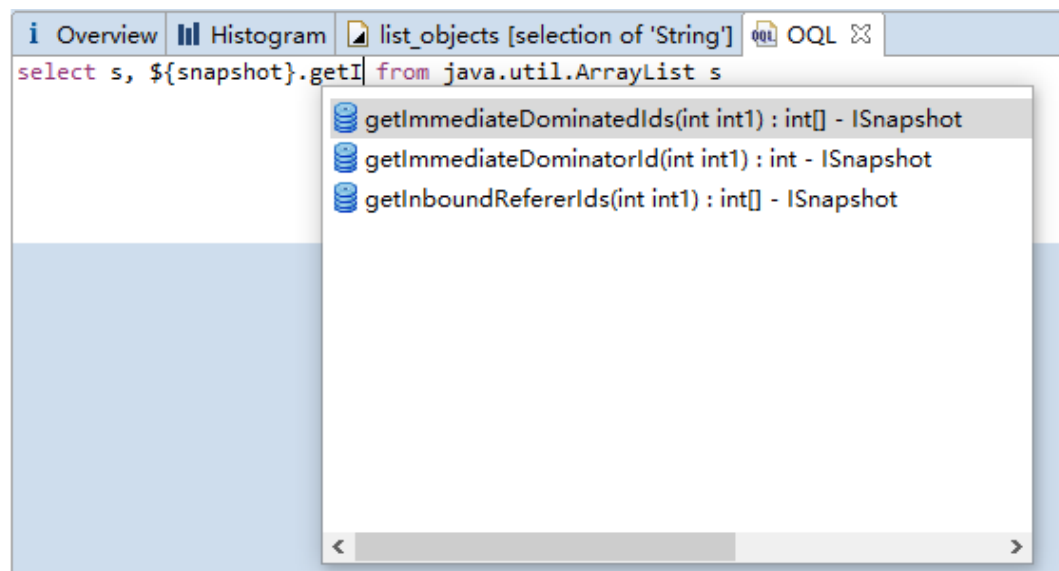 i Overview Histogram list_objects [selection of 'String'] OQL OQL
select s, ${snapshot}.getI from java.util.ArrayList s
getImmediateDominatedIds(int int1) : int[] - ISnapshot
getImmediateDominatorId(int int1) : int - ISnapshot
getInboundRefererIds(int int1) : int[] - ISnapshot